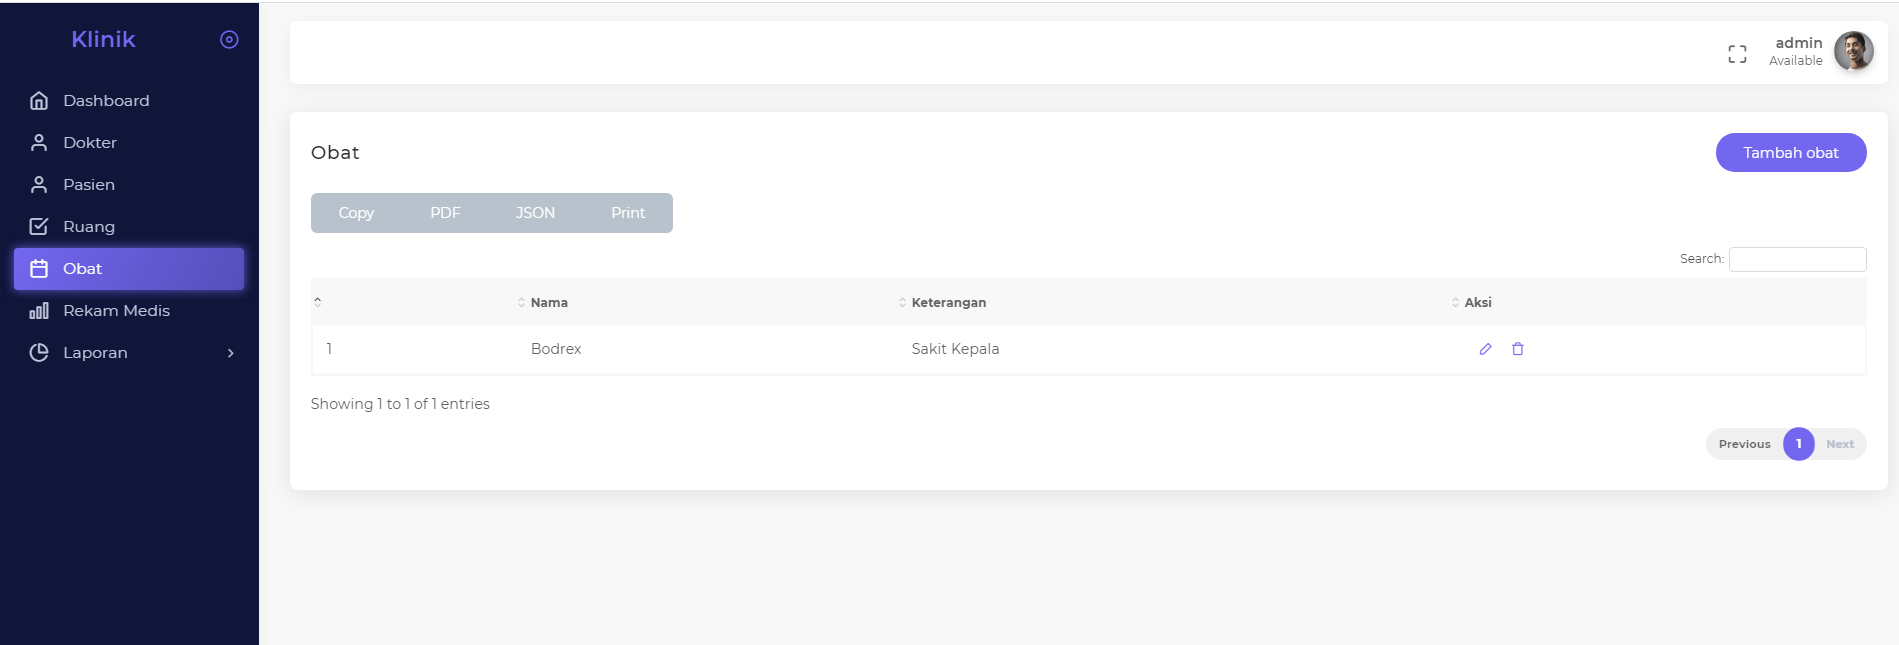 Klinik
Dashboard
Dokter
Pasien
Ruang
Obat
Rekam Medis
Laporan
admin
Available
Obat
Tambah obat
Copy PDF JSON Print
Search:
Nama Keterangan Aksi
1 Bodrex Sakit Kepala
Showing 1 to 1 of 1 entries
Previous 1 Next